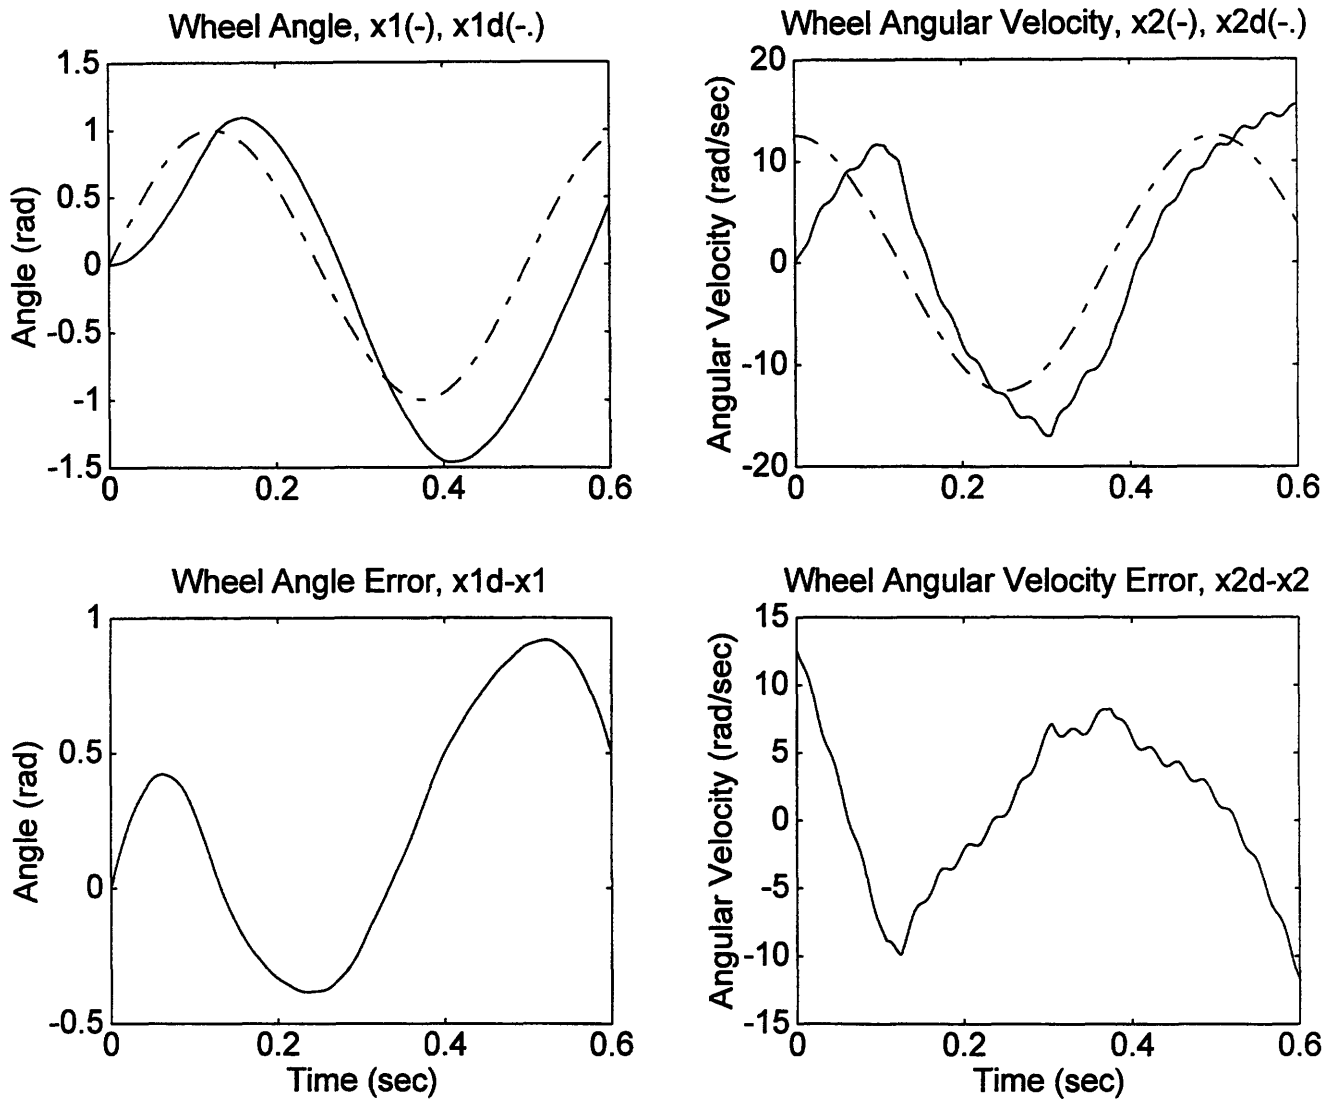 Wheel Angle, x1(-), x1d(-.)
Angle (rad)
1.5
1
0.5
0
-0.5
-1
-1.5
0 0.2 0.4 0.6
Wheel Angular Velocity, x2(-), x2d(-.)
Angular Velocity (rad/sec)
20
10
0
-10
-20
0 0.2 0.4 0.6
Wheel Angle Error, x1d-x1
Angle (rad)
1
0.5
0
-0.5
0 0.2 0.4 0.6
Time (sec)
Wheel Angular Velocity Error, x2d-x2
Angular Velocity (rad/sec)
15
10
5
0
-5
-10
-15
0 0.2 0.4 0.6
Time (sec)